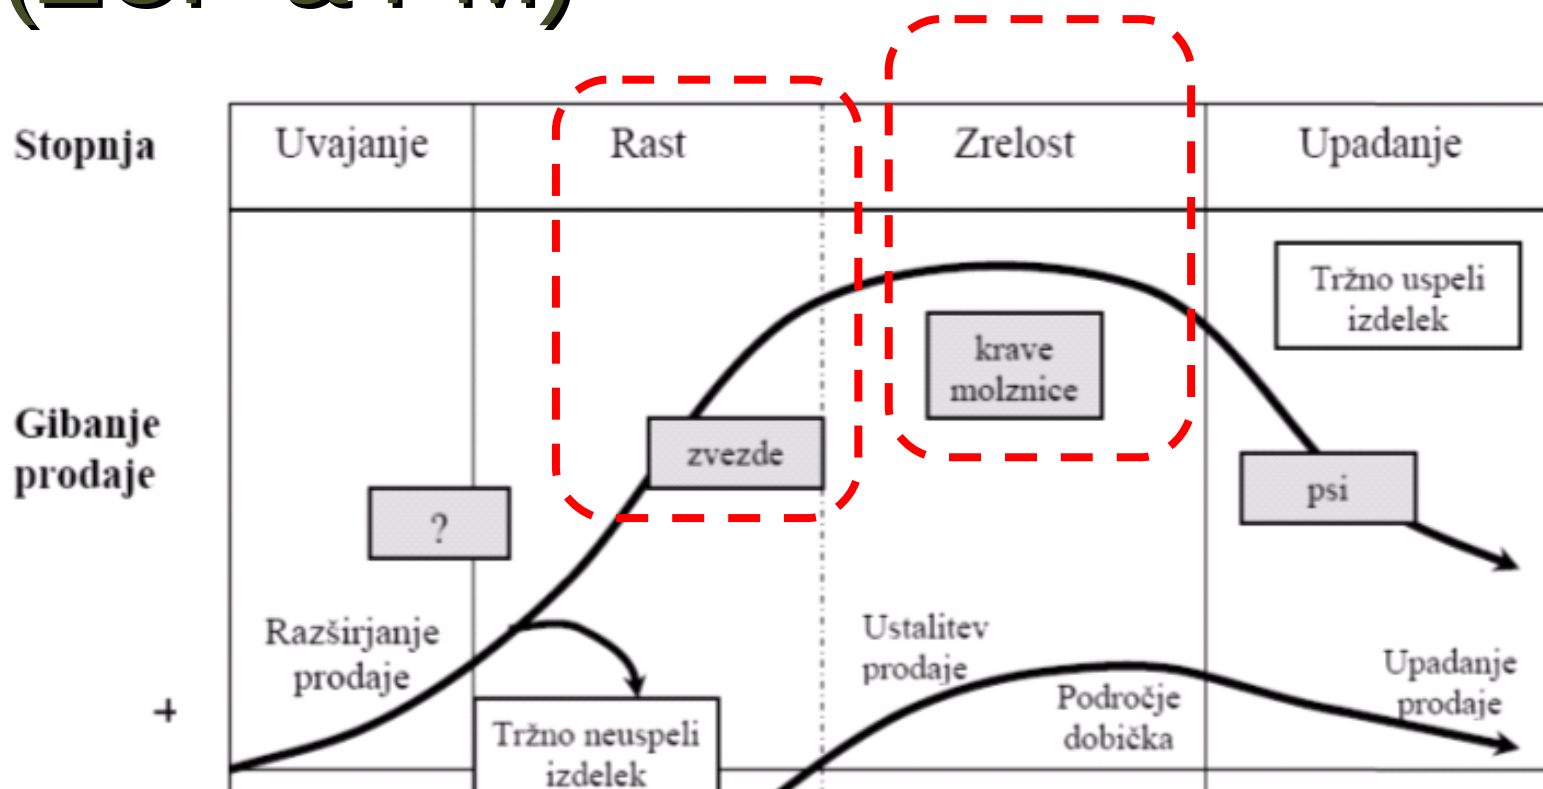 Stopnja
Uvajanje
Rast
Zrelost
Upadanje
Tržno uspeli
izdelek
krave
molznice
Gibanje
prodaje
zvezde
psi
?
Razširjanje
prodaje
Ustalitev
prodaje
Upadanje
prodaje
Področje
dobička
+
Tržno neuspeli
izdelek